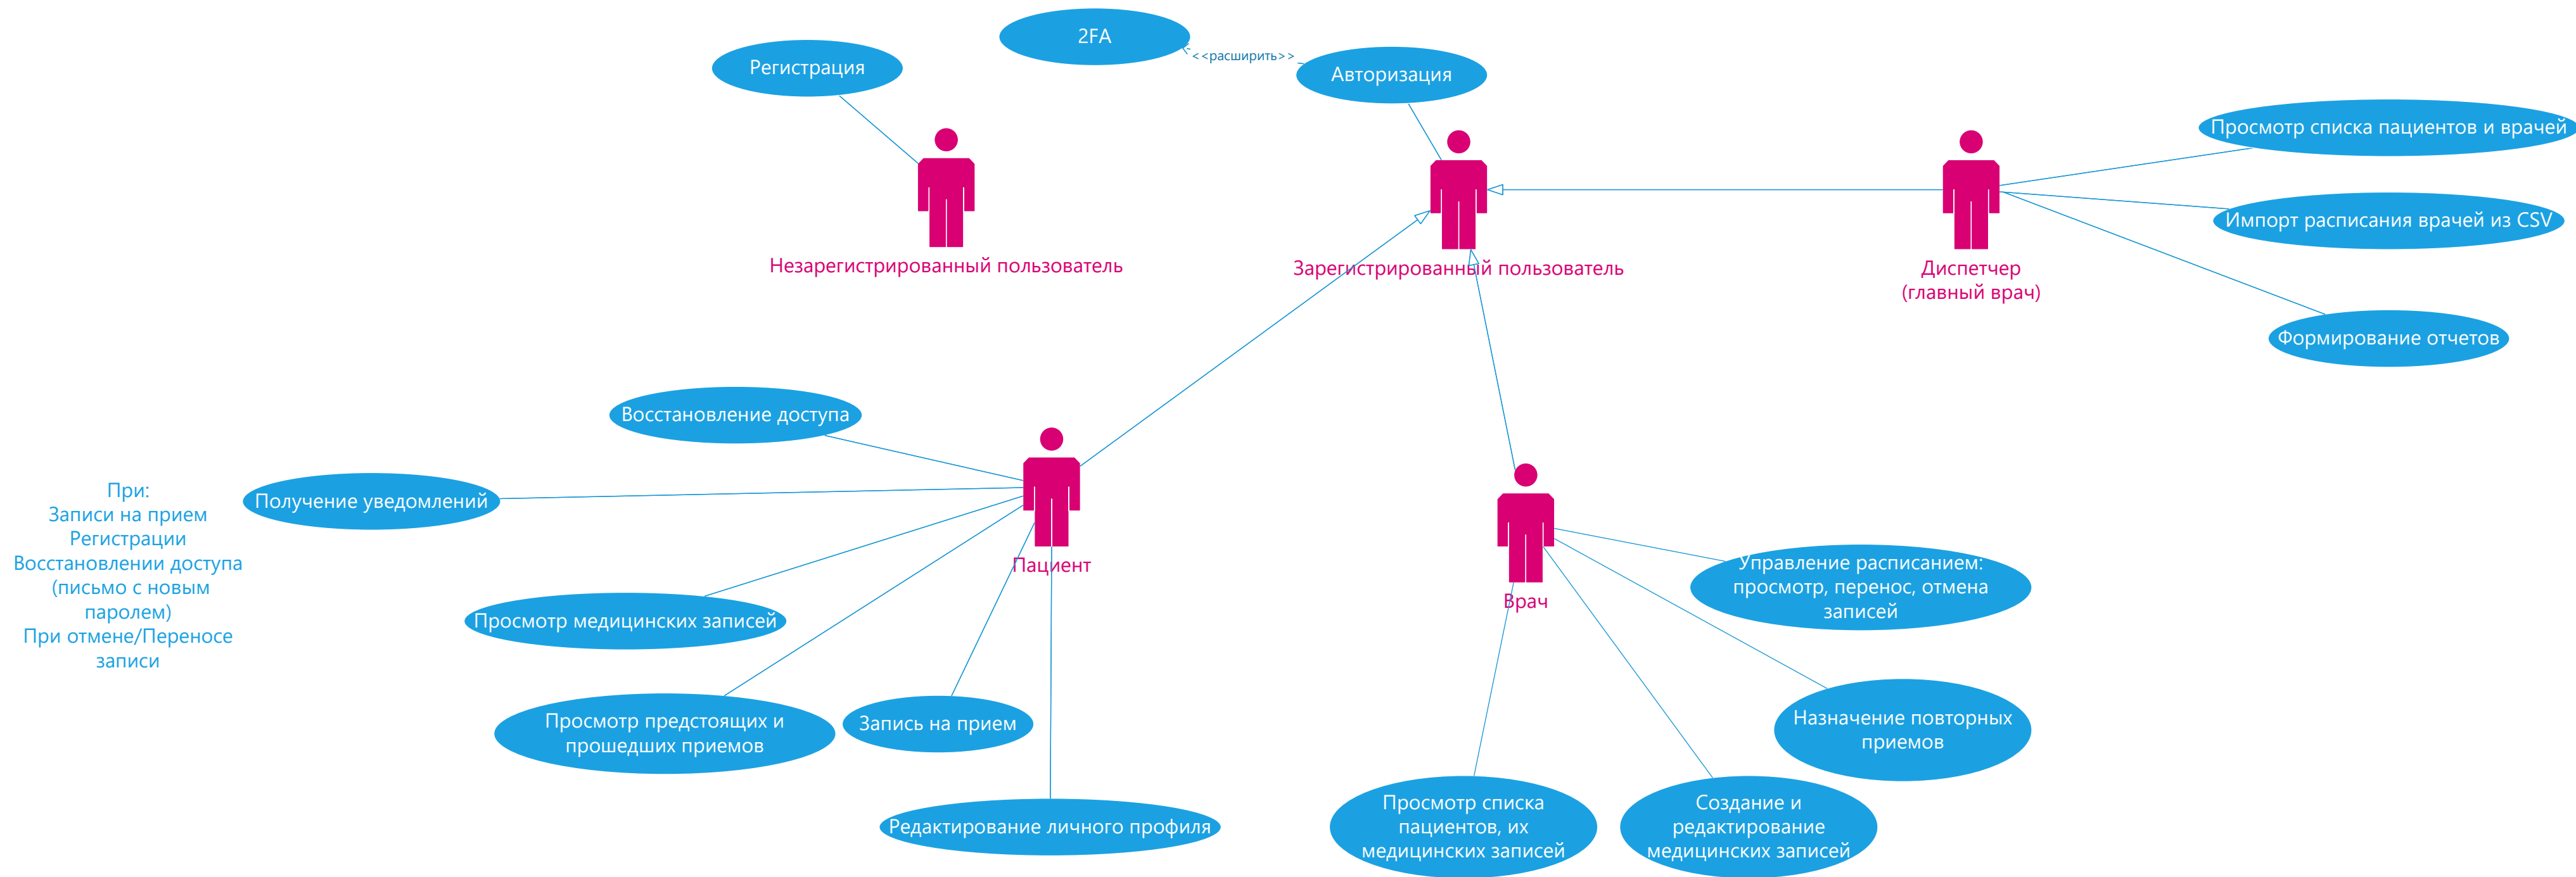 2FA
<<расширить>>
Регистрация
Авторизация
Просмотр списка пациентов и врачей
Импорт расписания врачей из CSV
Незарегистрированный пользователь
Зарегистрированный пользователь
Диспетчер
(главный врач)
Формирование отчетов
Восстановление доступа
Получение уведомлений
При:
Записи на прием
Регистрации
Восстановлении доступа
(письмо с новым
паролем)
При отмене/Переносе
записи
Пациент
Врач
Управление расписанием:
просмотр, перенос, отмена
записей
Просмотр медицинских записей
Просмотр предстоящих и
прошедших приемов
Запись на прием
Назначение повторных
приемов
Редактирование личного профиля
Просмотр списка
пациентов, их
медицинских записей
Создание и
редактирование
медицинских записей